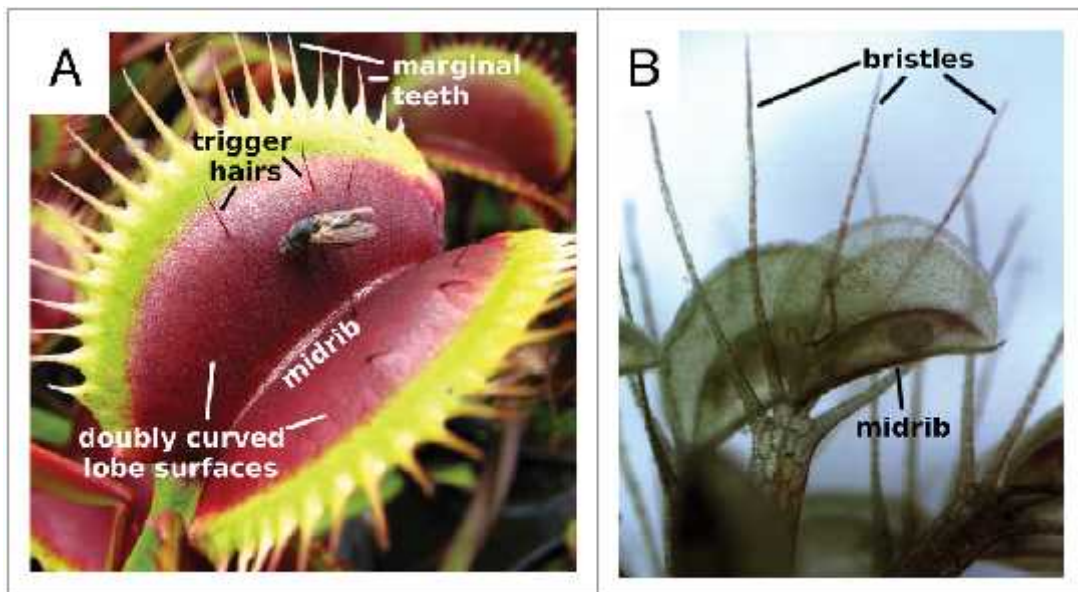 A
marginal
teeth
trigger
hairs
midrib
doubly curved
lobe surfaces
B
bristles
midrib